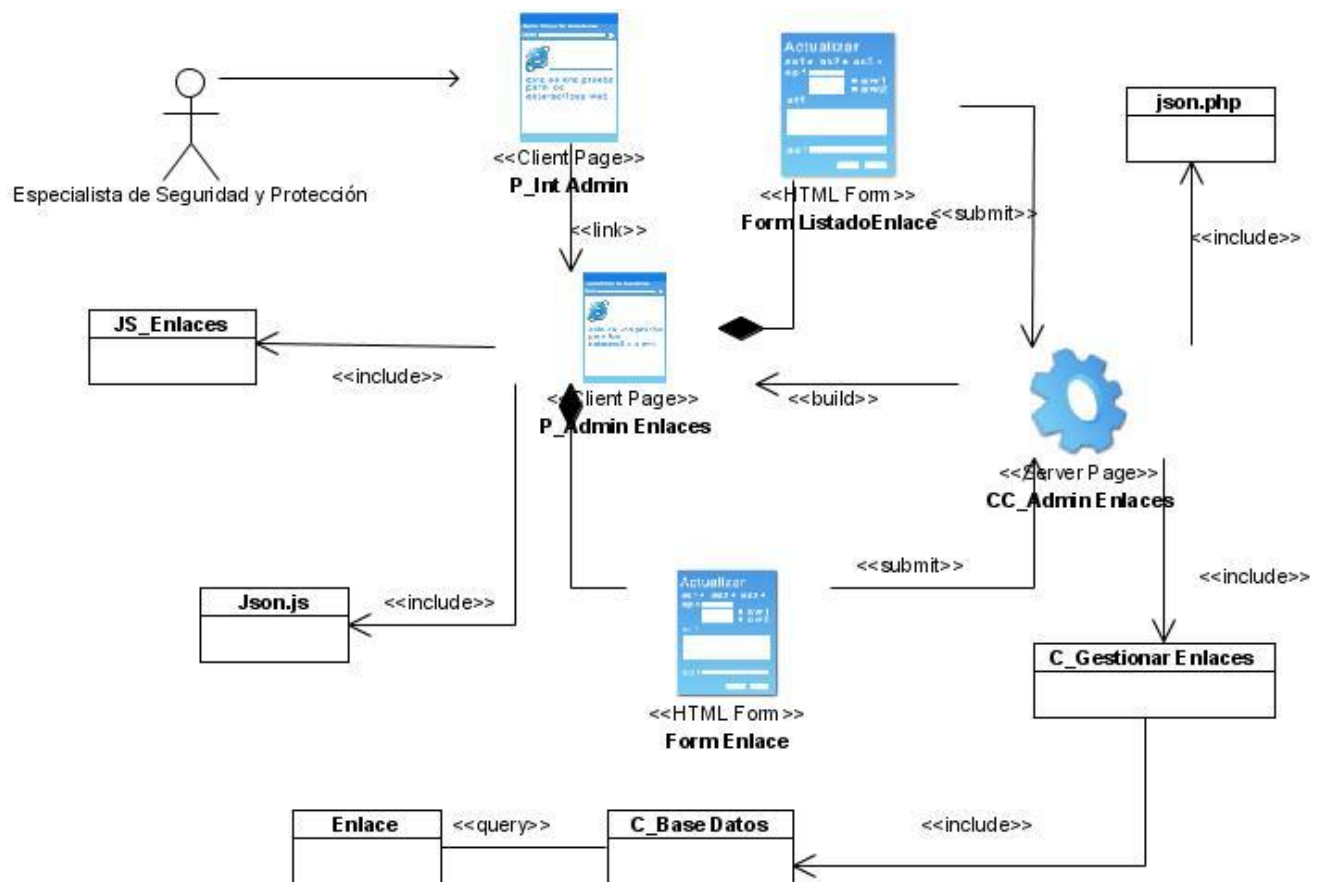 Actualizar
json.php
<<Client Page>>
P_Int Admin
<<HTML Form>>
Form ListadoEnlace
<<submit>>
Especialista de Seguridad y Protección
<<link>>
<<include>>
JS_Enlaces
<<include>>
<<Client Page>>
P_Admin Enlaces
<<build>>
<<Server Page>>
CC_Admin Enlaces
<<submit>>
<<include>>
Json.js
<<include>>
Actualizar
C_Gestionar Enlaces
<<HTML Form>>
Form Enlace
Enlace
<<query>>
C_Base Datos
<<include>>